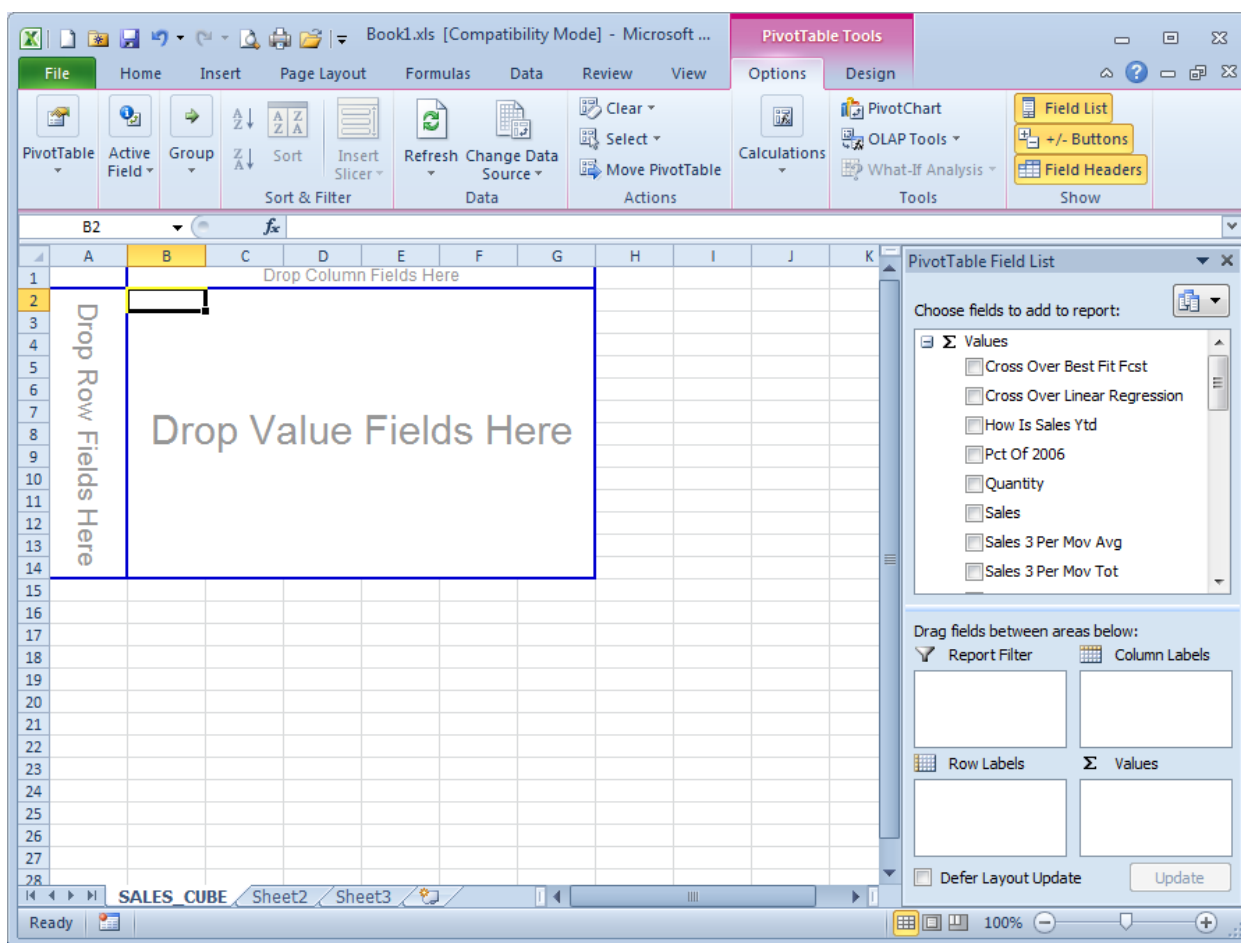 Book1.xls [Compatibility Mode] - Microsoft ...
PivotTable Tools
File Home Insert Page Layout Formulas Data Review View Options Design
PivotTable
Active Field
Group
Sort
Insert Slicer
Sort & Filter
Refresh
Change Data Source
Data
Clear
Select
Move PivotTable
Actions
Calculations
PivotChart
OLAP Tools
What-If Analysis
Tools
Field List
+/- Buttons
Field Headers
Show
B2
fx
A B C D E F G H I J K
1
2
3
4
5
6
7
8
9
10
11
12
13
14
15
16
17
18
19
20
21
22
23
24
25
26
27
28
Drop Column Fields Here
Drop Row Fields Here
Drop Value Fields Here
PivotTable Field List
Choose fields to add to report:
Σ Values
Cross Over Best Fit Fcst
Cross Over Linear Regression
How Is Sales Ytd
Pct Of 2006
Quantity
Sales
Sales 3 Per Mov Avg
Sales 3 Per Mov Tot
Drag fields between areas below:
Report Filter
Column Labels
Row Labels
Σ Values
Defer Layout Update
Update
SALES_CUBE Sheet2 Sheet3
Ready
100%